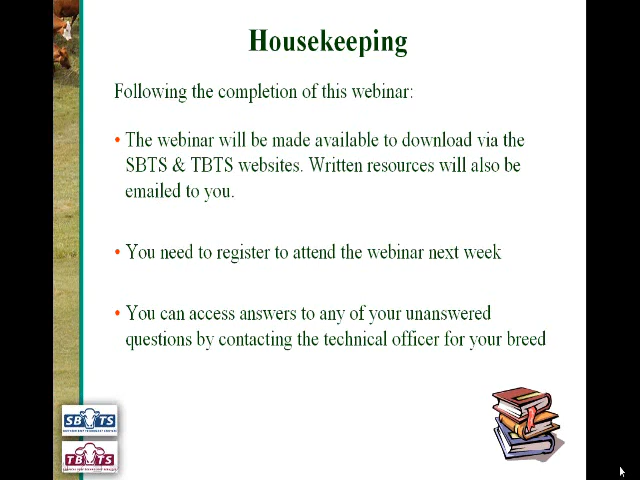 Housekeeping
Following the completion of this webinar:
• The webinar will be made available to download via the
SBTS & TBTS websites. Written resources will also be
emailed to you.
• You need to register to attend the webinar next week
• You can access answers to any of your unanswered
questions by contacting the technical officer for your breed
SBTS
TBTS